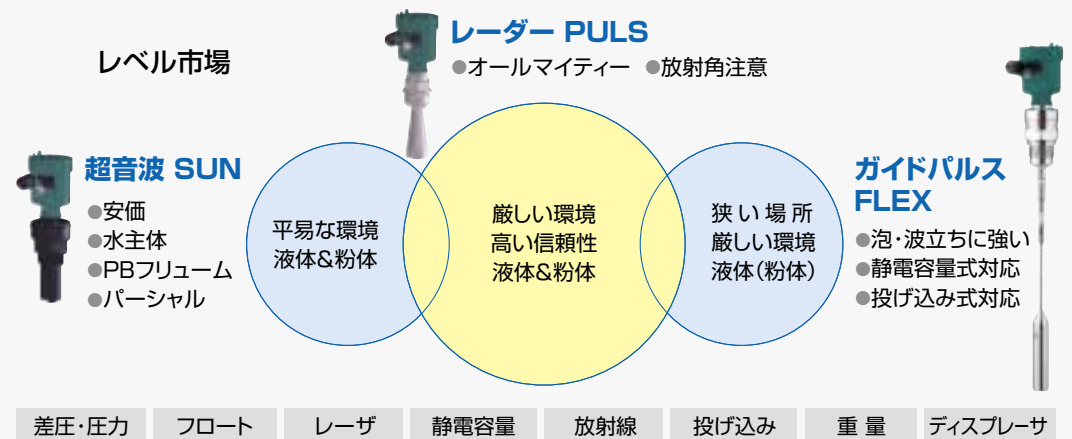 レベル市場
レーダー PULS
●オールマイティー ●放射角注意
超音波 SUN
●安価
●水主体
●PBフリューム
●パーシャル
平易な環境
液体&粉体
厳しい環境
高い信頼性
液体&粉体
狭い場所
厳しい環境
液体(粉体)
ガイドパルス
FLEX
●泡・波立ちに強い
●静電容量式対応
●投げ込み式対応
差圧・圧力 フロート レーザ 静電容量 放射線 投げ込み 重量 ディスプレーサ